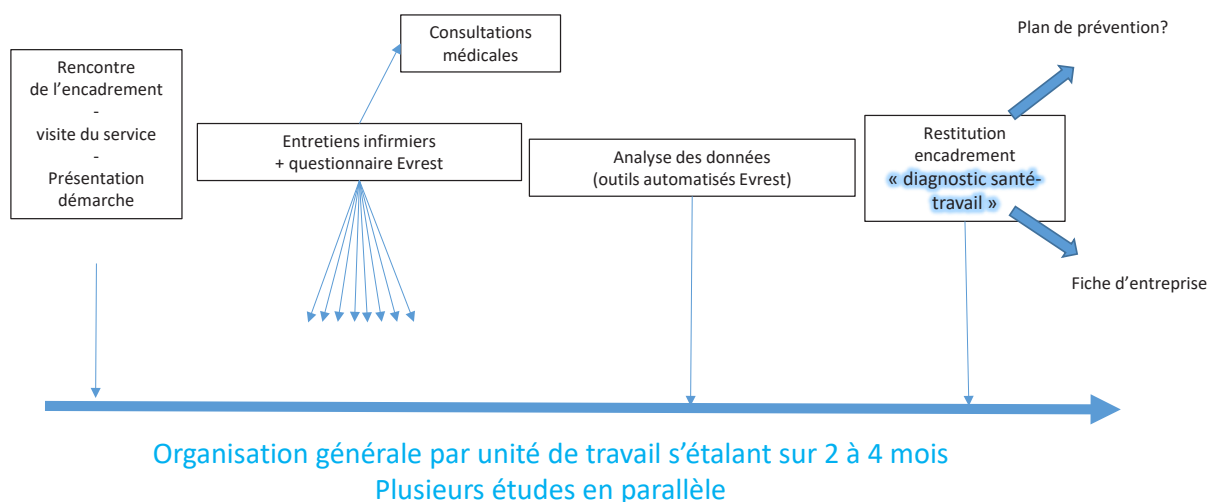 Rencontre
de l’encadrement
-
visite du service
-
Présentation
démarche
Consultations
médicales
Entretiens infirmiers
+ questionnaire Evrest
Analyse des données
(outils automatisés Evrest)
Restitution
encadrement
« diagnostic santé-
travail »
Plan de prévention?
Fiche d’entreprise
Organisation générale par unité de travail s’étalant sur 2 à 4 mois
Plusieurs études en parallèle